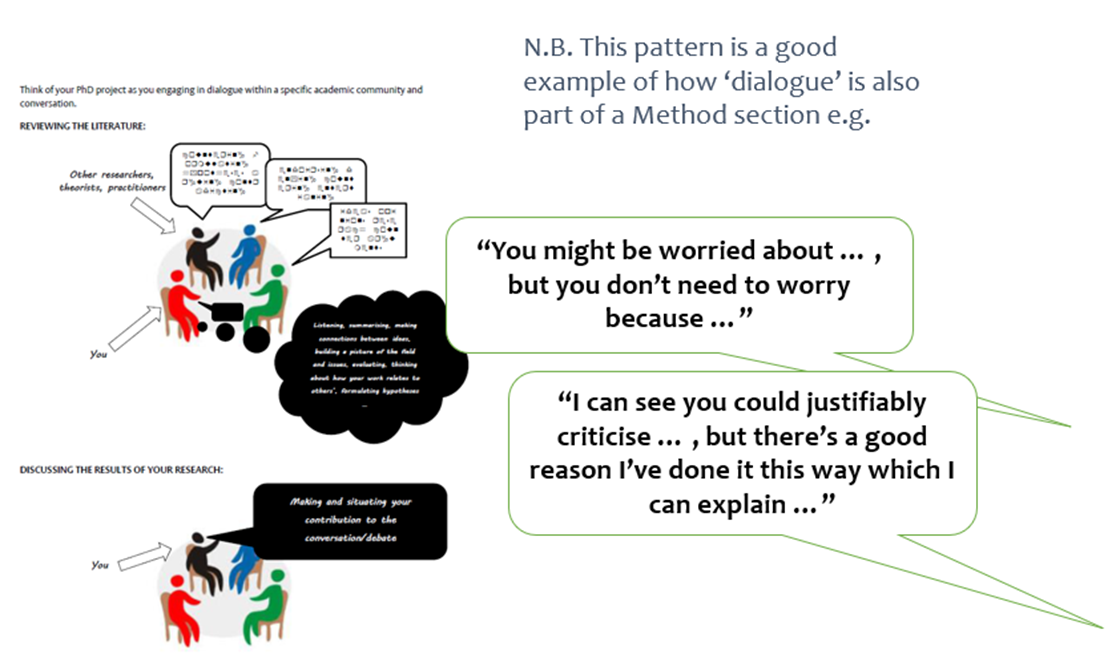 N.B. This pattern is a good
example of how ‘dialogue’ is also
part of a Method section e.g.
Think of your PhD project as you engaging in dialogue within a specific academic community and
conversation.
REVIEWING THE LITERATURE:
Other researchers,
theorists, practitioners
You
Listening, summarising, making
connections between ideas,
building a picture of the field
and issues, evaluating, thinking
about how your work relates to
others', formulating hypotheses
...
“You might be worried about ... ,
but you don’t need to worry
because ...”
“I can see you could justifiably
criticise ... , but there’s a good
reason I’ve done it this way which I
can explain ...”
DISCUSSING THE RESULTS OF YOUR RESEARCH:
Making and situating your
contribution to the
conversation/debate
You